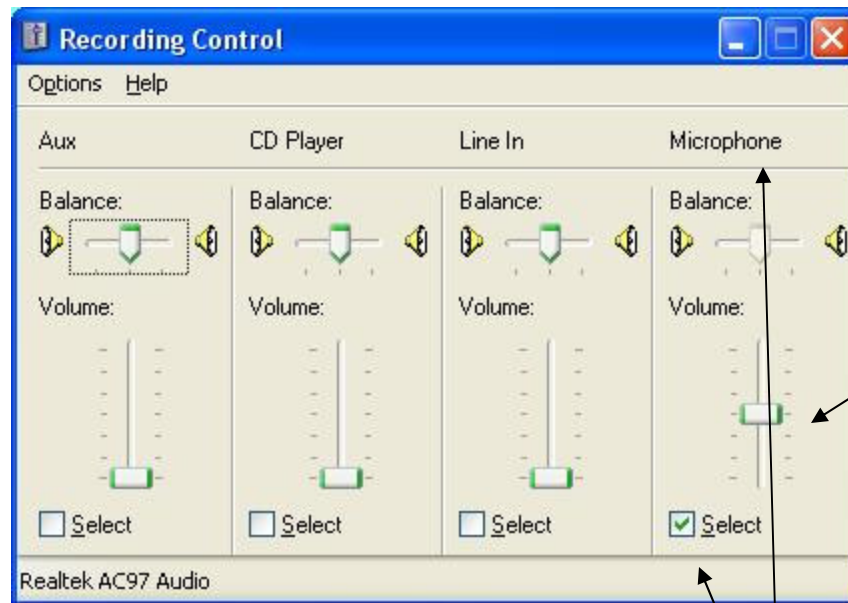 Recording Control
Options Help
Aux CD Player Line In Microphone
Balance: Balance: Balance: Balance:
Volume: Volume: Volume: Volume:
Select Select Select Select
Realtek AC97 Audio